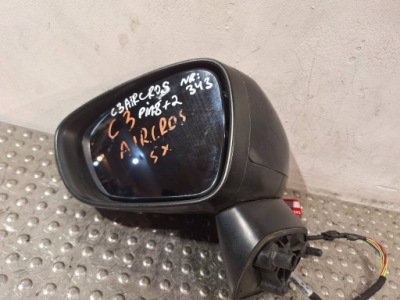 C3AIRCROS NR:
PIN8+2 343
C3
AIRCROS
SX.